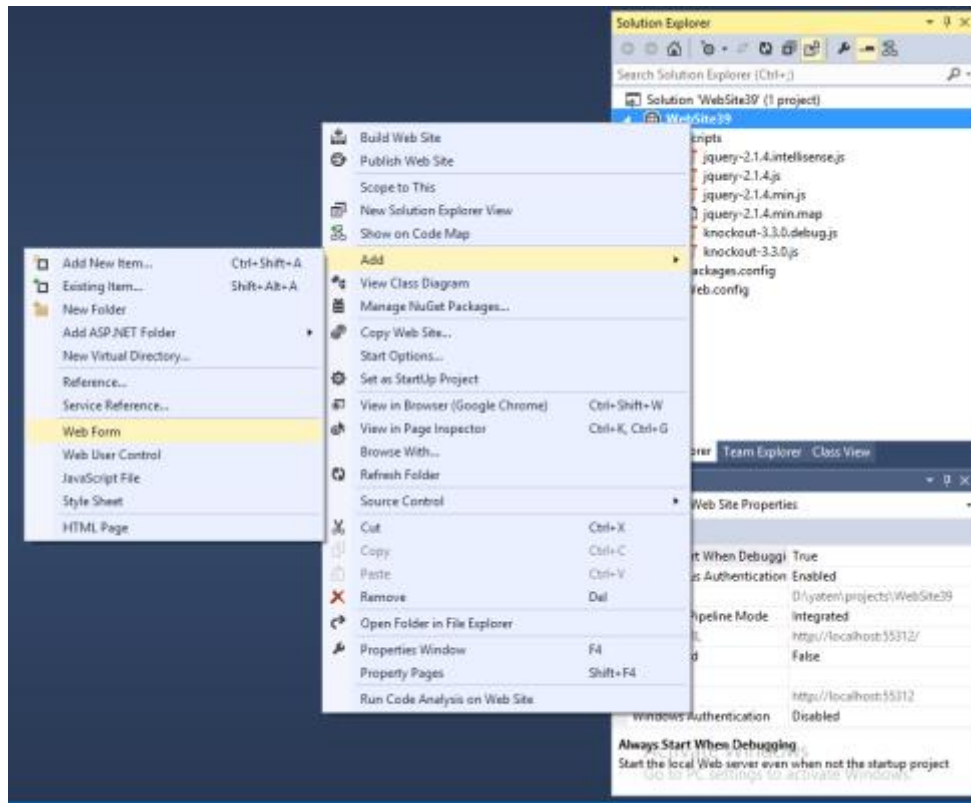 Solution Explorer
Search Solution Explorer (Ctrl+;)
Solution 'WebSite39' (1 project)
WebSite39
cripts
jquery-2.1.4.intellisense.js
jquery-2.1.4.js
jquery-2.1.4.min.js
jquery-2.1.4.min.map
knockout-3.3.0.debug.js
knockout-3.3.0.js
ackages.config
eb.config
Build Web Site
Publish Web Site
Scope to This
New Solution Explorer View
Show on Code Map
Add
View Class Diagram
Manage NuGet Packages...
Copy Web Site...
Start Options...
Set as StartUp Project
View in Browser (Google Chrome) Ctrl+Shift+W
View in Page Inspector Ctrl+K, Ctrl+G
Browse With...
Refresh Folder
Source Control
Cut Ctrl+X
Copy Ctrl+C
Paste Ctrl+V
Remove Del
Open Folder in File Explorer
Properties Window F4
Property Pages Shift+F4
Run Code Analysis on Web Site
Add New Item... Ctrl+Shift+A
Existing Item... Shift+Alt+A
New Folder
Add ASP.NET Folder
New Virtual Directory...
Reference...
Service Reference...
Web Form
Web User Control
JavaScript File
Style Sheet
HTML Page
orer Team Explorer Class View
Web Site Properties
rt When Debuggi True
s Authentication Enabled
D:\yaten\projects\WebSite39
Pipeline Mode Integrated
L http://localhost:55312/
d False
http://localhost:55312
Windows Authentication Disabled
Always Start When Debugging
Start the local Web server even when not the startup project
Activate Windows
Go to PC settings to activate Windows.